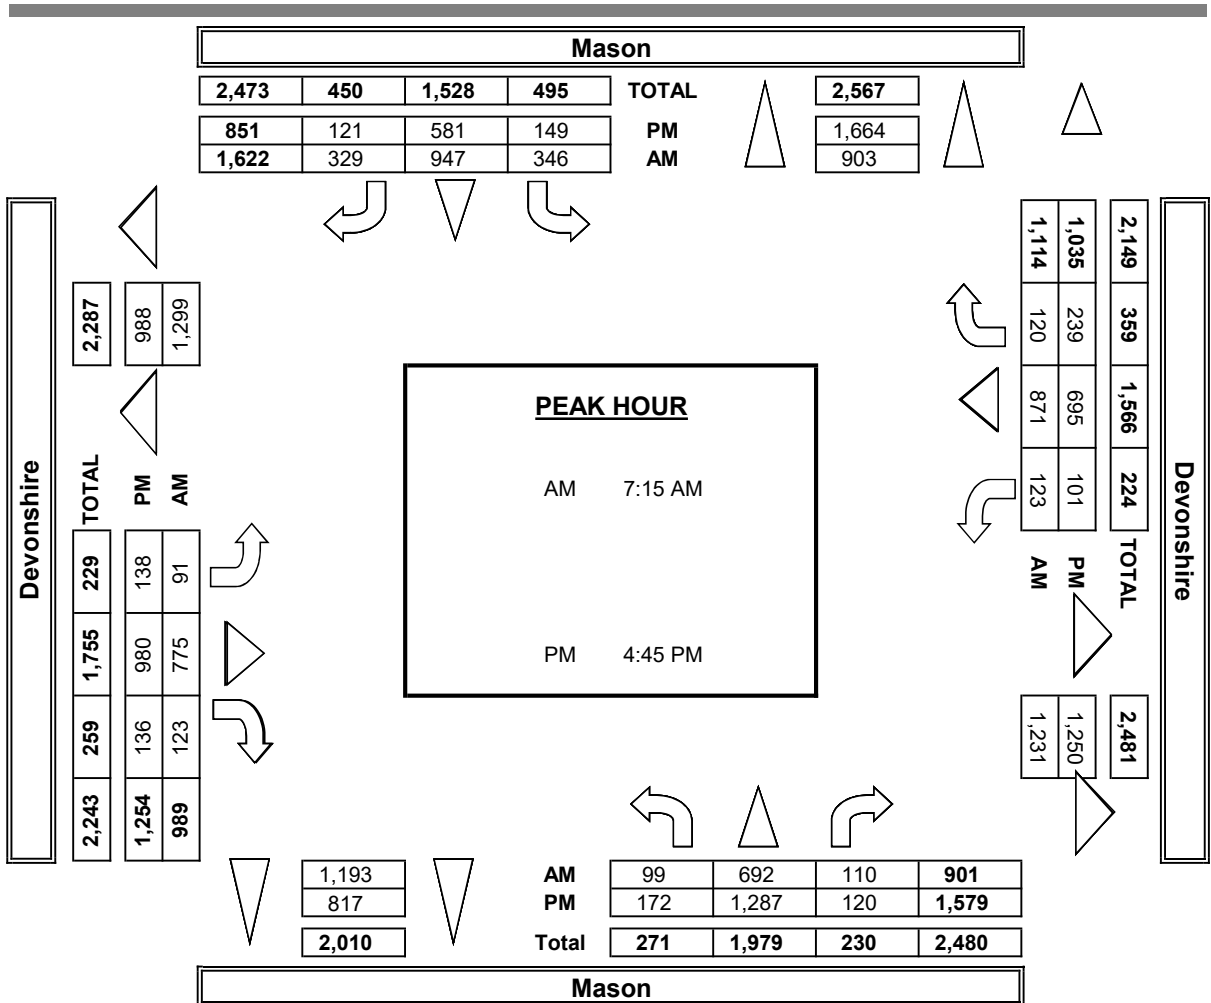 Mason
2,473 450 1,528 495 TOTAL 2,567
851 121 581 149 PM 1,664
1,622 329 947 346 AM 903
Devonshire
2,287 988 1,299
TOTAL PM AM
229 138 91
1,755 980 775
259 136 123
2,243 1,254 989
PEAK HOUR
AM 7:15 AM
PM 4:45 PM
1,114 1,035 2,149
120 239 359
871 695 1,566
123 101 224
AM PM TOTAL
1,231 1,250 2,481
Devonshire
1,193 AM 99 692 110 901
817 PM 172 1,287 120 1,579
2,010 Total 271 1,979 230 2,480
Mason